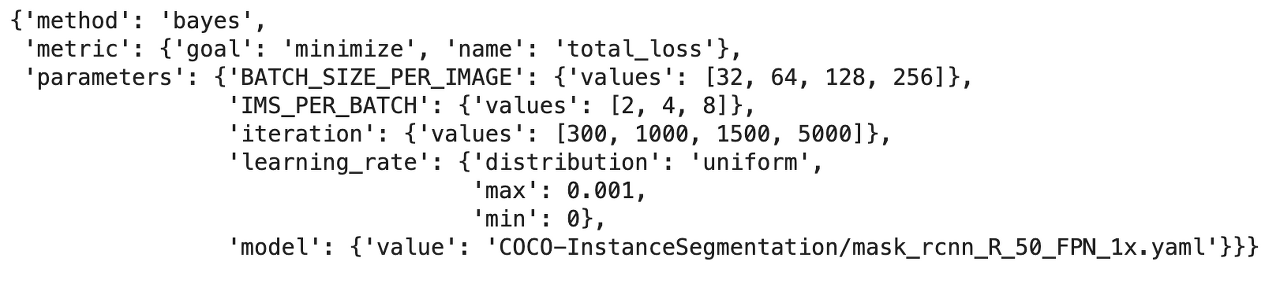 {'method': 'bayes',
 'metric': {'goal': 'minimize', 'name': 'total_loss'},
 'parameters': {'BATCH_SIZE_PER_IMAGE': {'values': [32, 64, 128, 256]},
                'IMS_PER_BATCH': {'values': [2, 4, 8]},
                'iteration': {'values': [300, 1000, 1500, 5000]},
                'learning_rate': {'distribution': 'uniform',
                                  'max': 0.001,
                                  'min': 0},
                'model': {'value': 'COCO-InstanceSegmentation/mask_rcnn_R_50_FPN_1x.yaml'}}}